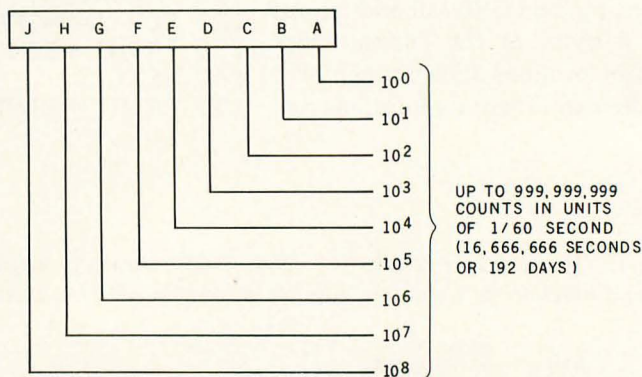 J H G F E D C B A
10⁰
10¹
10²
10³
10⁴
10⁵
10⁶
10⁷
10⁸
UP TO 999,999,999
COUNTS IN UNITS
OF 1/60 SECOND
(16,666,666 SECONDS
OR 192 DAYS)